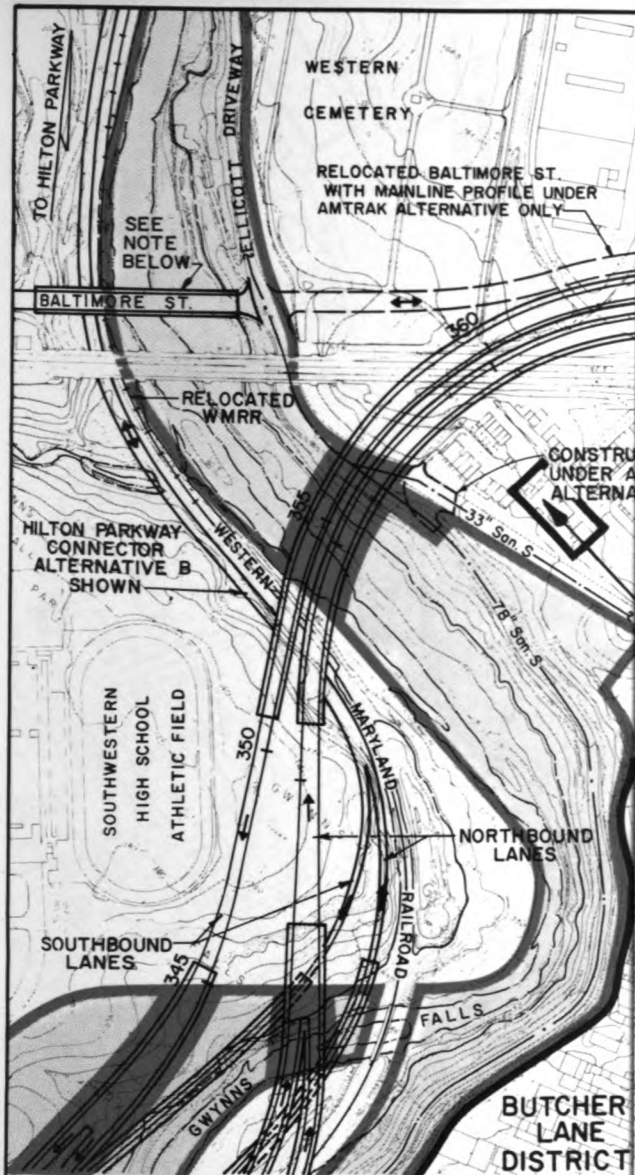 TO HILTON PARKWAY
ELLICOTT DRIVEWAY
WESTERN
CEMETERY
RELOCATED BALTIMORE ST.
WITH MAINLINE PROFILE UNDER
AMTRAK ALTERNATIVE ONLY
SEE
NOTE
BELOW
BALTIMORE ST.
360
RELOCATED
WMRR
CONSTRU
UNDER A
ALTERNA
355
33" San. S
HILTON PARKWAY
CONNECTOR
ALTERNATIVE B
SHOWN
WESTERN
78" San. S
MARYLAND
SOUTHWESTERN
HIGH SCHOOL
ATHLETIC FIELD
350
NORTHBOUND
LANES
RAILROAD
SOUTHBOUND
LANES
345
FALLS
GWYNNS
BUTCHER
LANE
DISTRICT